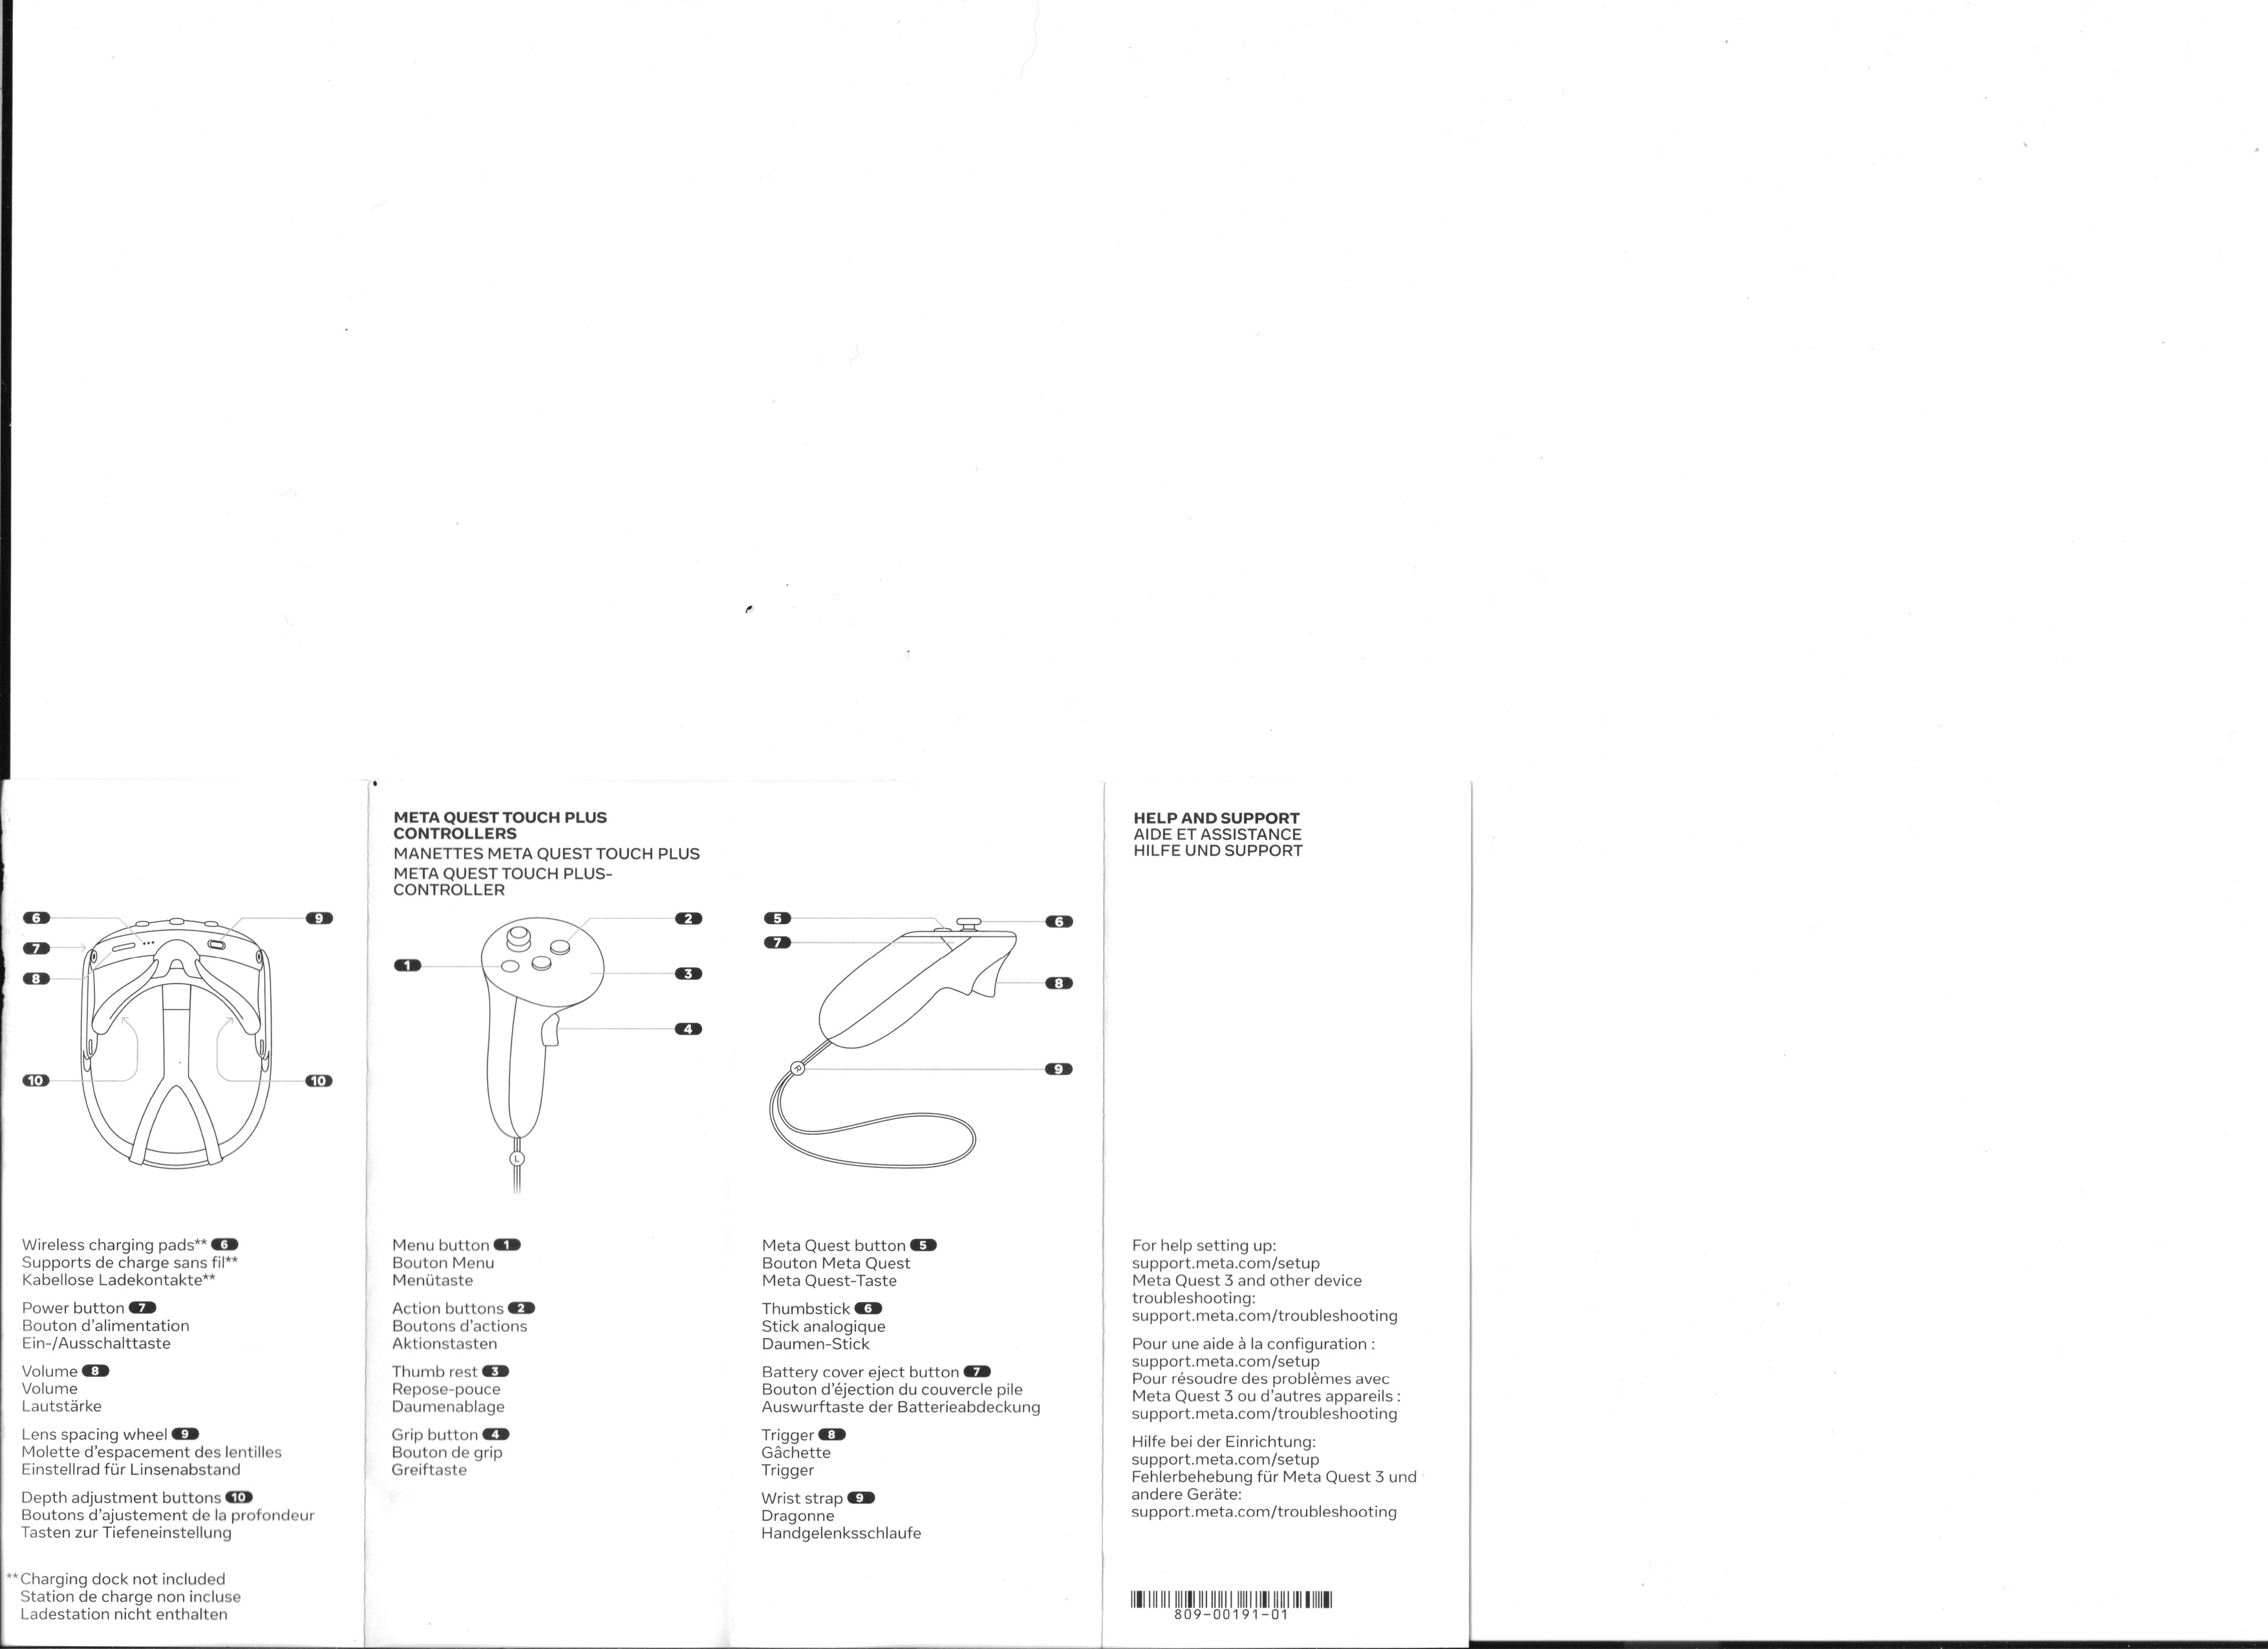 6
9
7
8
10
10
Wireless charging pads** 6
Supports de charge sans fil**
Kabellose Ladekontakte**
Power button 7
Bouton d'alimentation
Ein-/Ausschalttaste
Volume 8
Volume
Lautstärke
Lens spacing wheel 9
Molette d'espacement des lentilles
Einstellrad für Linsenabstand
Depth adjustment buttons 10
Boutons d'ajustement de la profondeur
Tasten zur Tiefeneinstellung
**Charging dock not included
Station de charge non incluse
Ladestation nicht enthalten
META QUEST TOUCH PLUS
CONTROLLERS
MANETTES META QUEST TOUCH PLUS
META QUEST TOUCH PLUS-
CONTROLLER
2
1
3
4
L
Menu button 1
Bouton Menu
Menütaste
Action buttons 2
Boutons d'actions
Aktionstasten
Thumb rest 3
Repose-pouce
Daumenablage
Grip button 4
Bouton de grip
Greiftaste
5
6
7
8
9
R
Meta Quest button 5
Bouton Meta Quest
Meta Quest-Taste
Thumbstick 6
Stick analogique
Daumen-Stick
Battery cover eject button 7
Bouton d'éjection du couvercle pile
Auswurftaste der Batterieabdeckung
Trigger 8
Gâchette
Trigger
Wrist strap 9
Dragonne
Handgelenksschlaufe
HELP AND SUPPORT
AIDE ET ASSISTANCE
HILFE UND SUPPORT
For help setting up:
support.meta.com/setup
Meta Quest 3 and other device
troubleshooting:
support.meta.com/troubleshooting
Pour une aide à la configuration :
support.meta.com/setup
Pour résoudre des problèmes avec
Meta Quest 3 ou d'autres appareils :
support.meta.com/troubleshooting
Hilfe bei der Einrichtung:
support.meta.com/setup
Fehlerbehebung für Meta Quest 3 und
andere Geräte:
support.meta.com/troubleshooting
809-00191-01